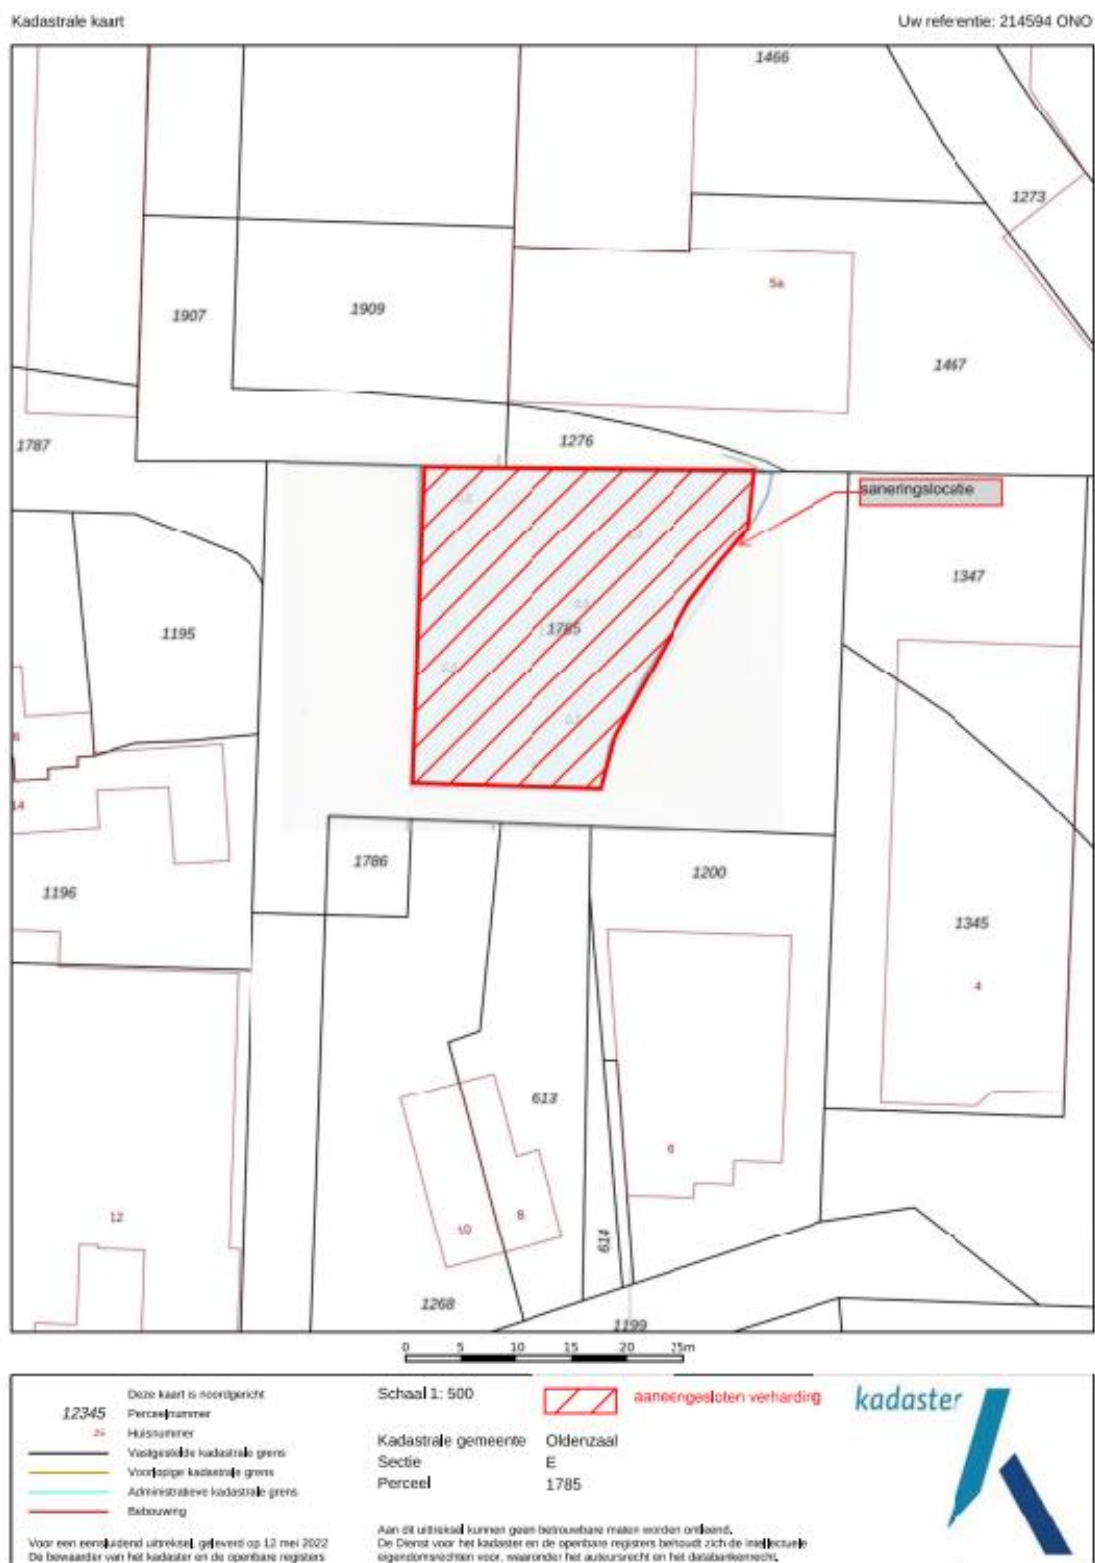 Kadastrale kaart
Uw referentie: 214594 ONO
1466
1273
5a
1907
1909
1467
1787
1276
saneringslocatie
1347
1195
1785
14
1786
1200
1196
1345
4
613
6
12
10
8
614
1268
1199
0 5 10 15 20 25m
Deze kaart is noordgericht
12345 Perceelnummer
25 Huisnummer
Vastgestelde kadastrale grens
Voorlopige kadastrale grens
Administratieve kadastrale grens
Bebouwing
Voor een eensluidend uittreksel, geleverd op 12 mei 2022
De bewaarder van het kadaster en de openbare registers
Schaal 1: 500
aaneengesloten verharding
Kadastrale gemeente Oldenzaal
Sectie E
Perceel 1785
Aan dit uittreksel kunnen geen betrouwbare maten worden ontleend.
De Dienst voor het kadaster en de openbare registers behoudt zich de intellectuele
eigendomsrechten voor, waaronder het auteursrecht en het databankenrecht.
kadaster